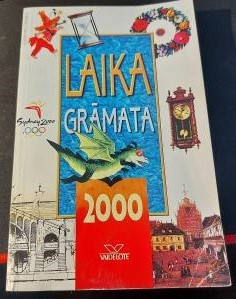 LAIKA
GRĀMATA
Sydney 2000
2000
VAIDELOTE